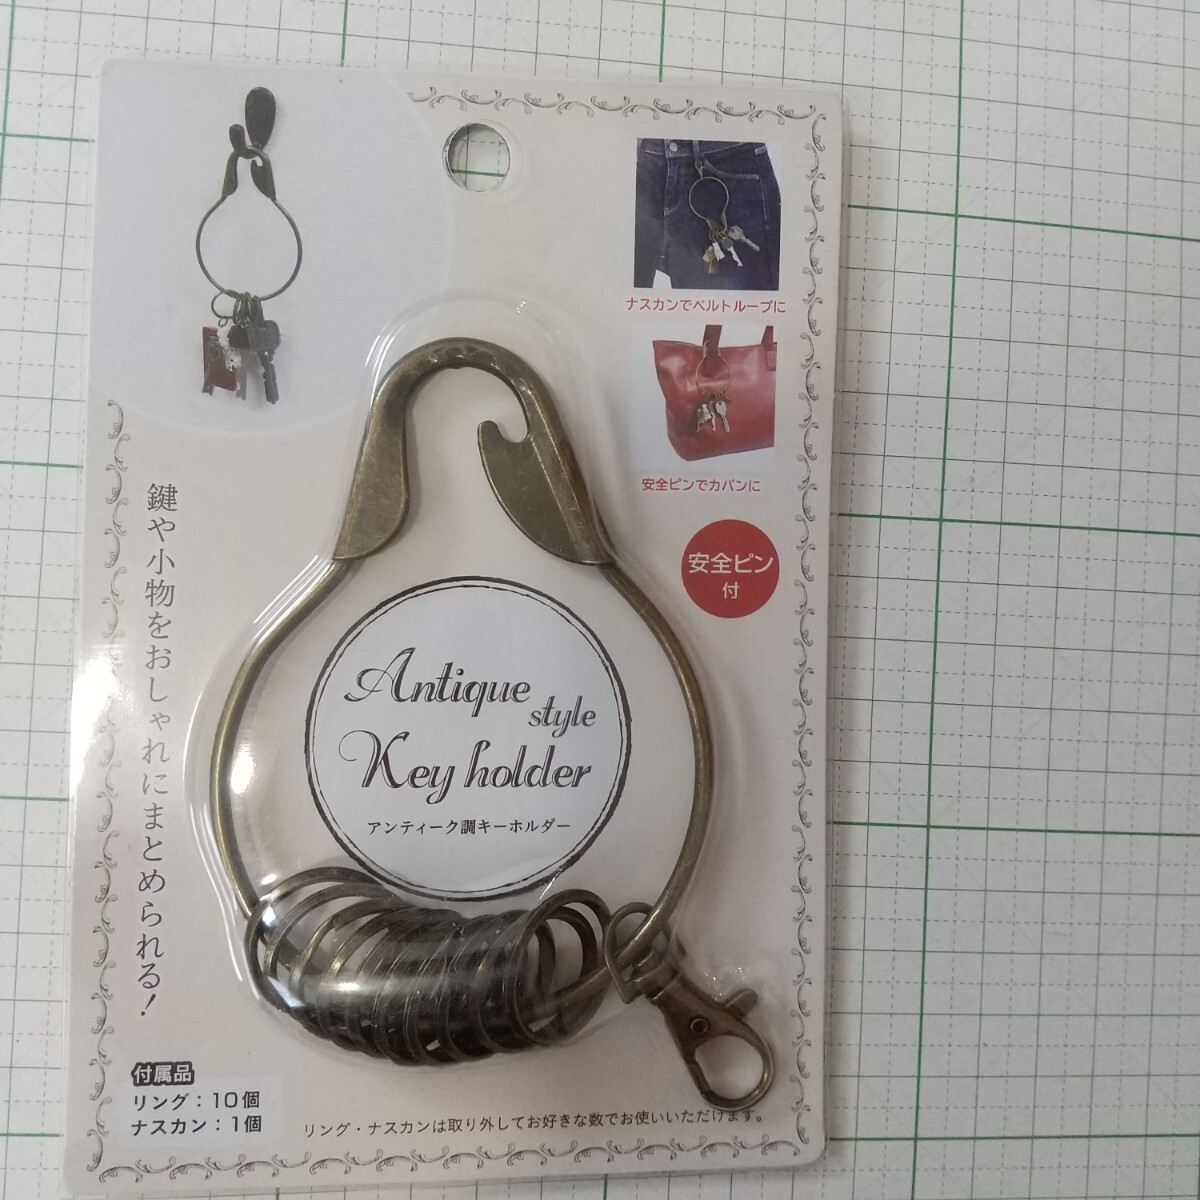 ナスカンでベルトループに
安全ピンでカバンに
安全ピン
付
鍵や小物をおしゃれにまとめられる!
Antique
style
Key holder
アンティーク調キーホルダー
付属品
リング:10個
ナスカン:1個
リング・ナスカンは取り外してお好きな数でお使いいただけます。